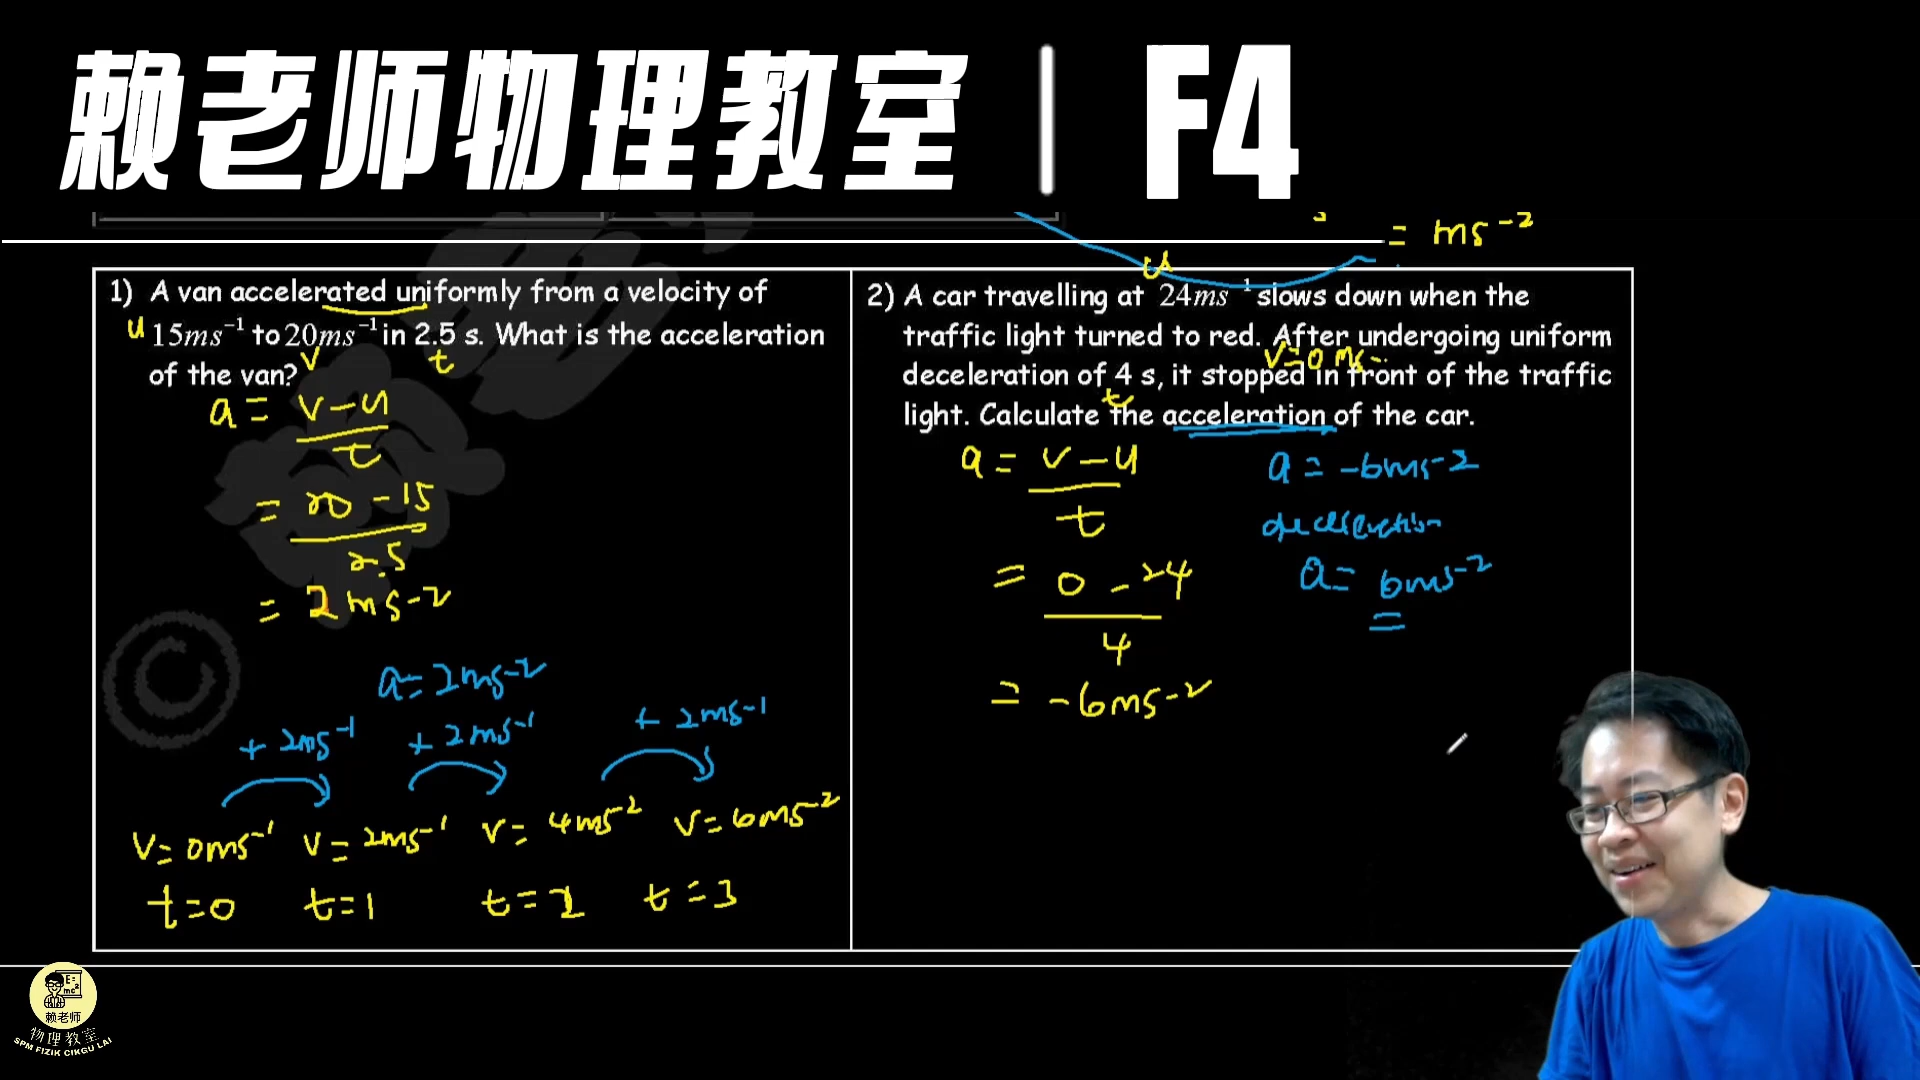 赖老师物理教室 | F4
= ms⁻²
1) A van accelerated uniformly from a velocity of
u 15ms⁻¹ to 20ms⁻¹ in 2.5 s. What is the acceleration
of the van? v t
a = v-u
t
= 20 - 15
2.5
= 2ms-2
a = 2ms-2
+ 2ms-1 + 2ms-1 + 2ms-1
v = 0ms-1 v = 2ms-1 v = 4ms-2 v = 6ms-2
t=0 t=1 t=2 t=3
u
2) A car travelling at 24ms⁻¹ slows down when the
traffic light turned to red. After undergoing uniform
v=0 ms-
deceleration of 4 s, it stopped in front of the traffic
t
light. Calculate the acceleration of the car.
a = v-u
t
= 0 - 24
4
= -6ms-2
a = -6ms-2
deceleration
a = 6ms-2
E=
mc²
赖老师
物理教室
SPM FIZIK CIKGU LAI